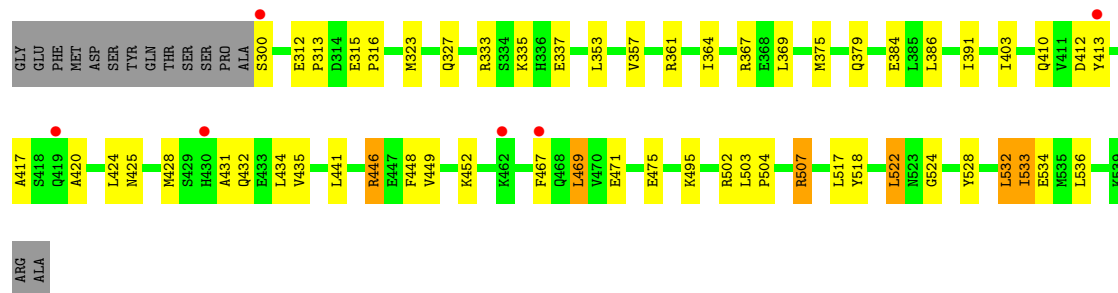 GLY GLU PHE MET ASP SER TYR GLN THR SER SER PRO ALA S300 E312 P313 D314 E315 P316 M323 Q327 R333 S334 K335 H336 E337 L353 V357 R361 I364 R367 E368 L369 M375 Q379 E384 L385 L386 I391 I403 Q410 V411 D412 Y413
A417 S418 Q419 A420 L424 N425 M428 S429 H430 A431 Q432 E433 L434 V435 L441 R446 E447 F448 V449 K452 K462 F467 Q468 L469 V470 E471 E475 K495 R502 L503 P504 R507 L517 Y518 L522 N523 G524 Y528 L532 I533 E534 M535 L536 K539
ARG ALA